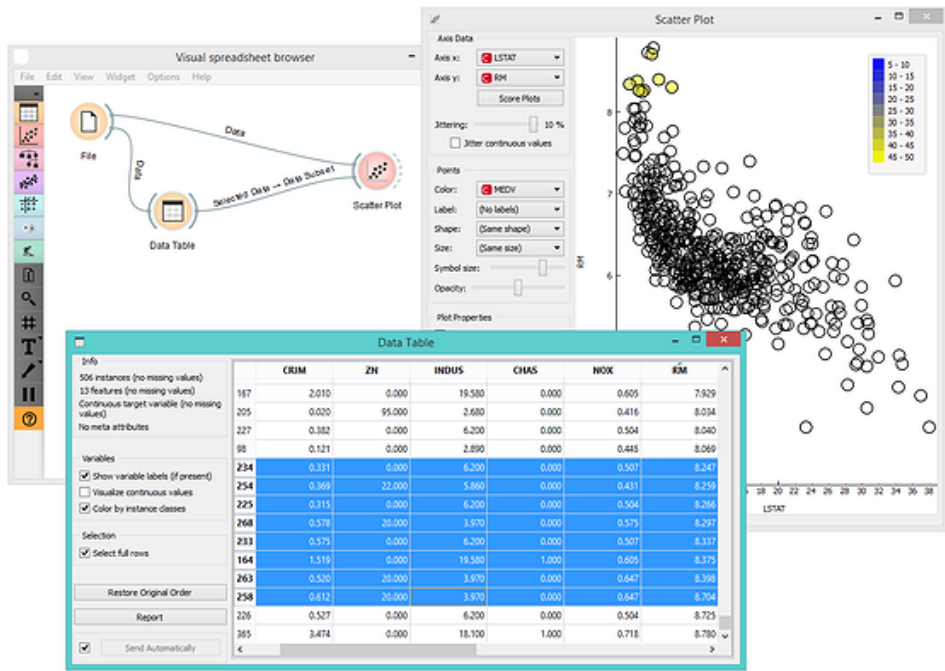 Scatter Plot
Visual spreadsheet browser
File Edit View Widget Options Help
File
Data
Data
Data Table
Selected Data → Data Subset
Scatter Plot
Axis Data
Axis x: C LSTAT
Axis y: C RM
Score Plots
Jittering: 10 %
Jitter continuous values
Points
Color: C MEDV
Label: (No labels)
Shape: (Same shape)
Size: (Same size)
Symbol size:
Opacity:
Plot Properties
8
7
6
RM
5 - 10
10 - 15
15 - 20
20 - 25
25 - 30
30 - 35
35 - 40
40 - 45
45 - 50
18 20 22 24 26 28 30 32 34 36 38
LSTAT
Data Table
Info
506 instances (no missing values)
13 features (no missing values)
Continuous target variable (no missing
values)
No meta attributes
Variables
Show variable labels (if present)
Visualize continuous values
Color by instance classes
Selection
Select full rows
Restore Original Order
Report
Send Automatically
CRIM ZN INDUS CHAS NOX RM
167 2.010 0.000 19.580 0.000 0.605 7.929
205 0.020 95.000 2.680 0.000 0.416 8.034
227 0.382 0.000 6.200 0.000 0.504 8.040
98 0.121 0.000 2.890 0.000 0.445 8.069
234 0.331 0.000 6.200 0.000 0.507 8.247
254 0.369 22.000 5.860 0.000 0.431 8.259
225 0.315 0.000 6.200 0.000 0.504 8.266
268 0.578 20.000 3.970 0.000 0.575 8.297
233 0.575 0.000 6.200 0.000 0.507 8.337
164 1.519 0.000 19.580 1.000 0.605 8.375
263 0.520 20.000 3.970 0.000 0.647 8.398
258 0.612 20.000 3.970 0.000 0.647 8.704
226 0.527 0.000 6.200 0.000 0.504 8.725
365 3.474 0.000 18.100 1.000 0.718 8.780